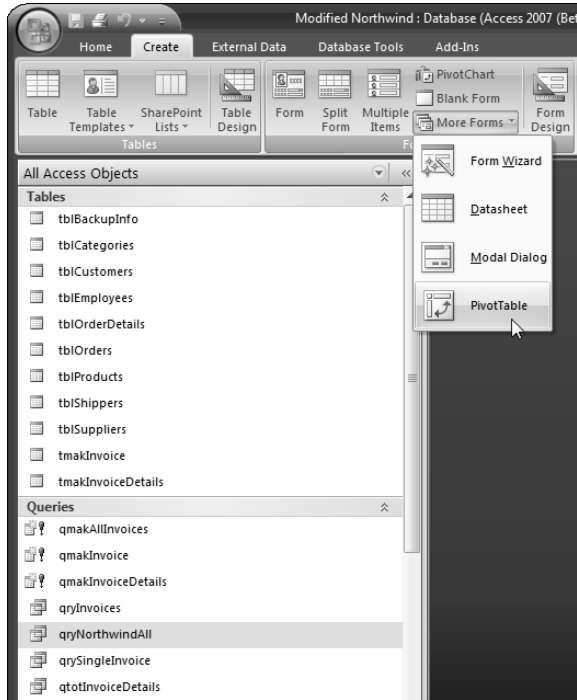 Modified Northwind : Database (Access 2007 (Bet
Home Create External Data Database Tools Add-Ins
Table
Table Templates
SharePoint Lists
Table Design
Form
Split Form
Multiple Items
PivotChart
Blank Form
More Forms
Form Design
Tables
Fo
All Access Objects
Form Wizard
Datasheet
Modal Dialog
PivotTable
Tables
tblBackupInfo
tblCategories
tblCustomers
tblEmployees
tblOrderDetails
tblOrders
tblProducts
tblShippers
tblSuppliers
tmakInvoice
tmakInvoiceDetails
Queries
qmakAllInvoices
qmakInvoice
qmakInvoiceDetails
qryInvoices
qryNorthwindAll
qrySingleInvoice
qtotInvoiceDetails